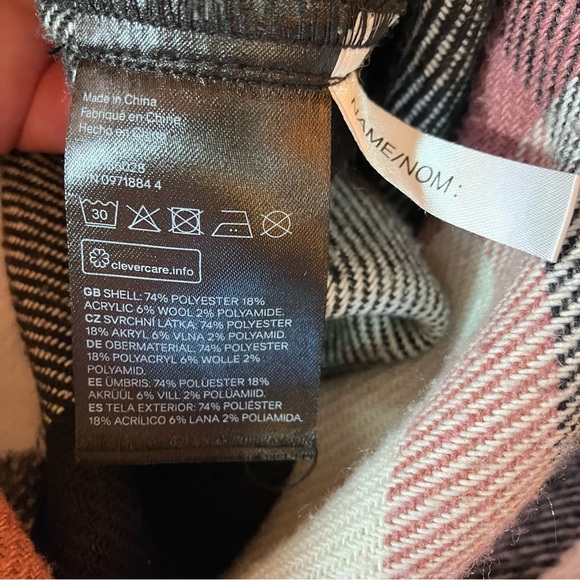 Made in China
Fabriqué en Chine
Hecho en
0971884 4
30
clevercare.info
GB SHELL: 74% POLYESTER 18%
ACRYLIC 6% WOOL 2% POLYAMIDE.
CZ SVRCHNÍ LÁTKA: 74% POLYESTER
18% AKRYL 6% VLNA 2% POLYAMID.
DE OBERMATERIAL: 74% POLYESTER
18% POLYACRYL 6% WOLLE 2%
POLYAMID.
EE ÜMBRIS: 74% POLÜESTER 18%
AKRÜÜL 6% VILL 2% POLÜAMIID.
ES TELA EXTERIOR: 74% POLIÉSTER
18% ACRÍLICO 6% LANA 2% POLIAMIDA.
NAME/NOM: